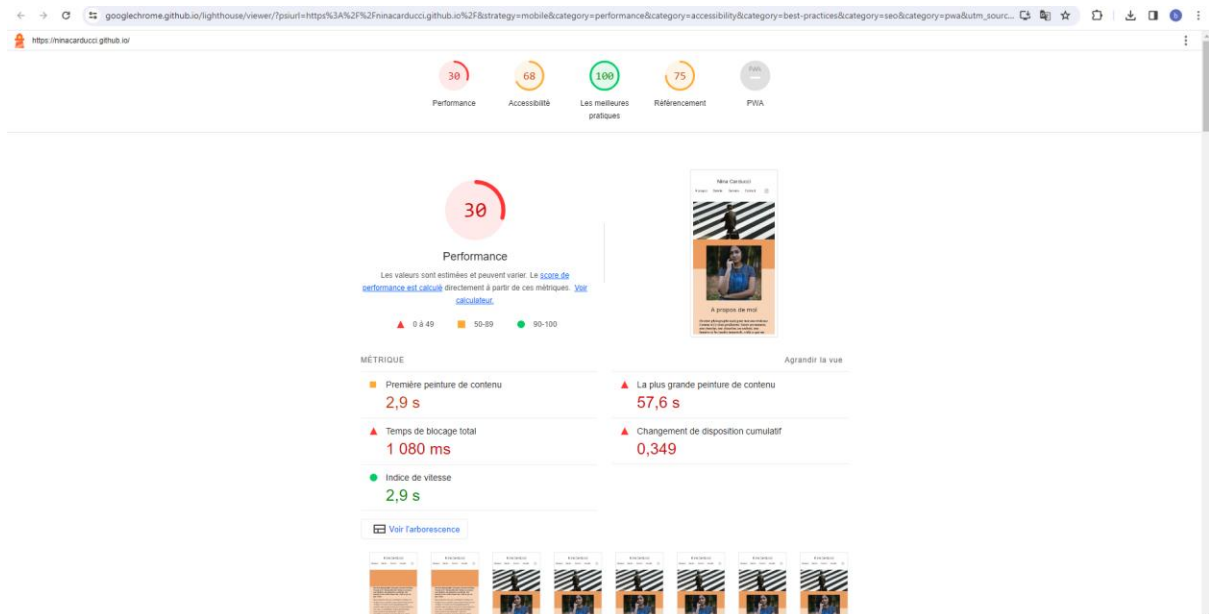 googlechrome.github.io/lighthouse/viewer/?psiurl=https%3A%2F%2Fninacarducci.github.io%2F&strategy=mobile&category=performance&category=accessibility&category=best-practices&category=seo&category=pwa&utm_sourc...
https://ninacarducci.github.io/
30
68
100
75
PWA
Performance
Accessibilité
Les meilleures
pratiques
Référencement
PWA
30
Performance
Les valeurs sont estimées et peuvent varier. Le score de
performance est calculé directement à partir de ces métriques. Voir
calculateur.
0 à 49
50-89
90-100
Nina Carducci
A propos de moi
MÉTRIQUE
Agrandir la vue
Première peinture de contenu
2,9 s
La plus grande peinture de contenu
57,6 s
Temps de blocage total
1 080 ms
Changement de disposition cumulatif
0,349
Indice de vitesse
2,9 s
Voir l'arborescence